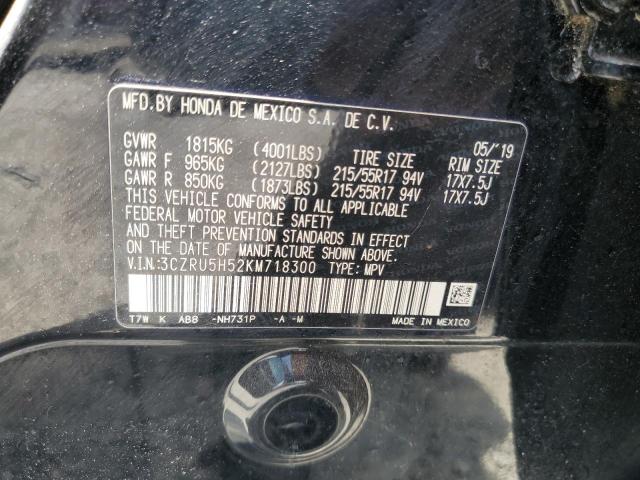 MFD. BY HONDA DE MEXICO S.A. DE C.V.
GVWR 1815KG (4001LBS) 05/'19
GAWR F 965KG (2127LBS) TIRE SIZE RIM SIZE
GAWR R 850KG (1873LBS) 215/55R17 94V 17X7.5J
215/55R17 94V 17X7.5J
THIS VEHICLE CONFORMS TO ALL APPLICABLE
FEDERAL MOTOR VEHICLE SAFETY
AND THEFT PREVENTION STANDARDS IN EFFECT
ON THE DATE OF MANUFACTURE SHOWN ABOVE.
V.I.N.:3CZRU5H52KM718300 TYPE: MPV
T7W K ABB -NH731P -A -M MADE IN MEXICO